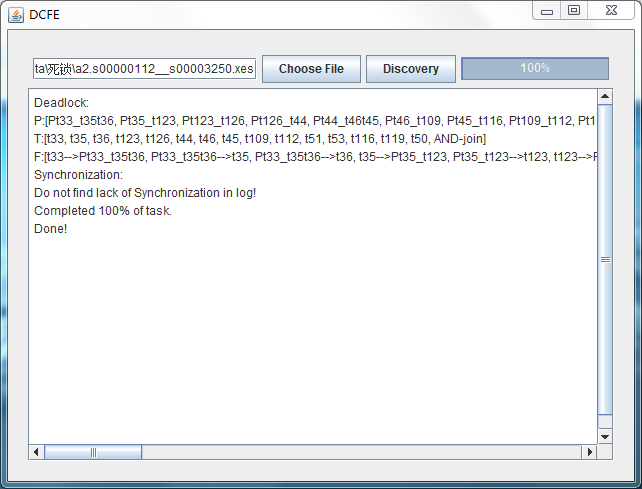 DCFE
ta\死锁\a2.s00000112__s00003250.xes Choose File Discovery 100%
Deadlock:
P:[Pt33_t35t36, Pt35_t123, Pt123_t126, Pt126_t44, Pt44_t46t45, Pt46_t109, Pt45_t116, Pt109_t112, Pt1
T:[t33, t35, t36, t123, t126, t44, t46, t45, t109, t112, t51, t53, t116, t119, t50, AND-join]
F:[t33-->Pt33_t35t36, Pt33_t35t36-->t35, Pt33_t35t36-->t36, t35-->Pt35_t123, Pt35_t123-->t123, t123-->P
Synchronization:
Do not find lack of Synchronization in log!
Completed 100% of task.
Done!